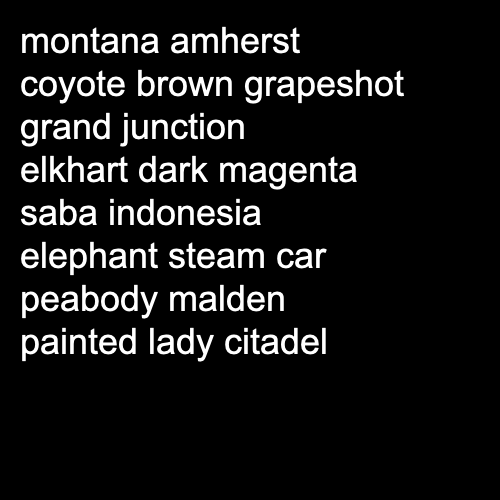 montana amherst
coyote brown grapeshot
grand junction
elkhart dark magenta
saba indonesia
elephant steam car
peabody malden
painted lady citadel